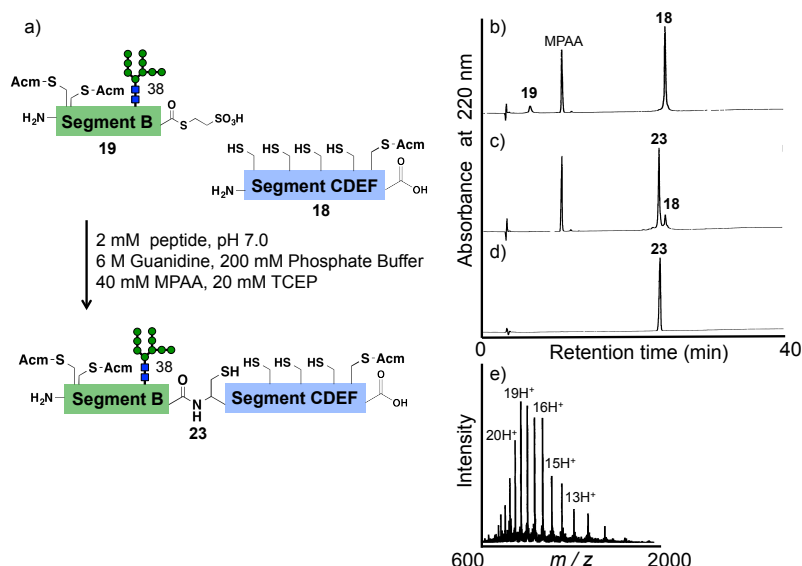 a)
Acm-S
S-Acm
38
H₂N
Segment B
O
S
SO₃H
19
HS HS HS HS S-Acm
O
H₂N
Segment CDEF
OH
18
2 mM peptide, pH 7.0
6 M Guanidine, 200 mM Phosphate Buffer
40 mM MPAA, 20 mM TCEP
Acm-S
S-Acm
38
SH
HS HS HS S-Acm
O
O
H₂N
Segment B
N
H
Segment CDEF
OH
23
b)
18
MPAA
19
c)
23
18
d)
23
Absorbance at 220 nm
0 Retention time (min) 40
e)
19H⁺
16H⁺
20H⁺
15H⁺
13H⁺
Intensity
600 m / z 2000